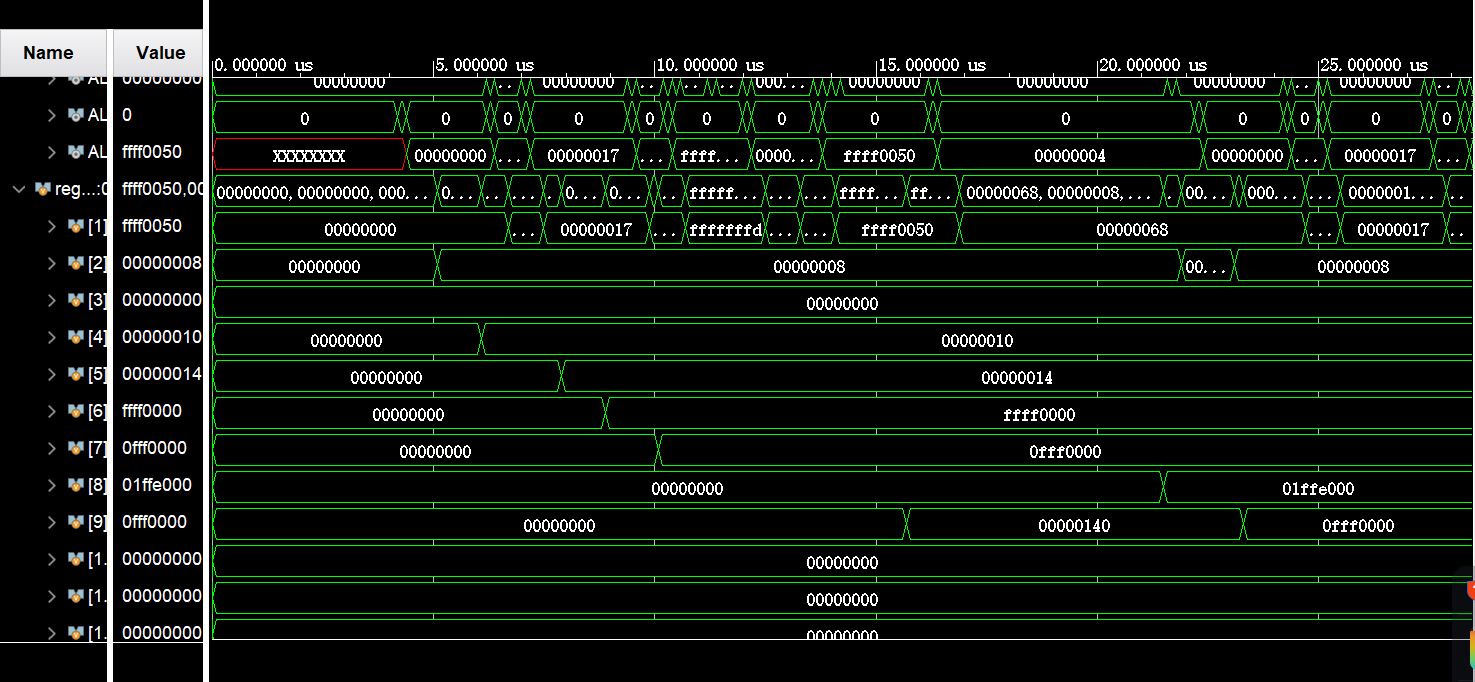 Name Value 0.000000 us 5.000000 us 10.000000 us 15.000000 us 20.000000 us 25.000000 us
AL 00000000 00000000 .. 00000000 .. .. .. 000... 00000000 00000000 00000000 .. 00000000 ..
AL 0 0 0 0 0 0 0 0 0 0 0 0 0 0
AL ffff0050 XXXXXXXX 00000000 ... 00000017 ... ffff... 0000... ffff0050 00000004 00000000 ... 00000017 ...
reg...:0 ffff0050,00 00000000, 00000000, 000... 0... .. ... . 0... 0... . .. fffff... ... ... ffff... ff... 00000068, 00000008, ... . 00... 000... ... 0000001... ..
[1] ffff0050 00000000 ... 00000017 ... fffffffd ... ... ffff0050 00000068 ... 00000017 ..
[2] 00000008 00000000 00000008 00... 00000008
[3] 00000000 00000000
[4] 00000010 00000000 00000010
[5] 00000014 00000000 00000014
[6] ffff0000 00000000 ffff0000
[7] 0fff0000 00000000 0fff0000
[8] 01ffe000 00000000 01ffe000
[9] 0fff0000 00000000 00000140 0fff0000
[1. 00000000 00000000
[1. 00000000 00000000
[1. 00000000 00000000